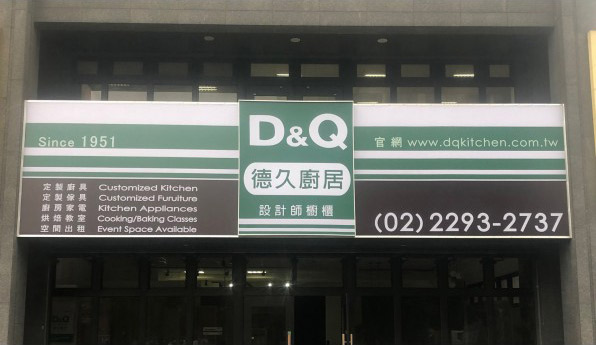 Since 1951
定製廚具 Customized Kitchen
定製傢具 Customized Furuiture
廚房家電 Kitchen Appliances
烘焙教室 Cooking/Baking Classes
空間出租 Event Space Available
D&Q
德久廚居
設計師櫥櫃
官網 www.dqkitchen.com.tw
(02) 2293-2737